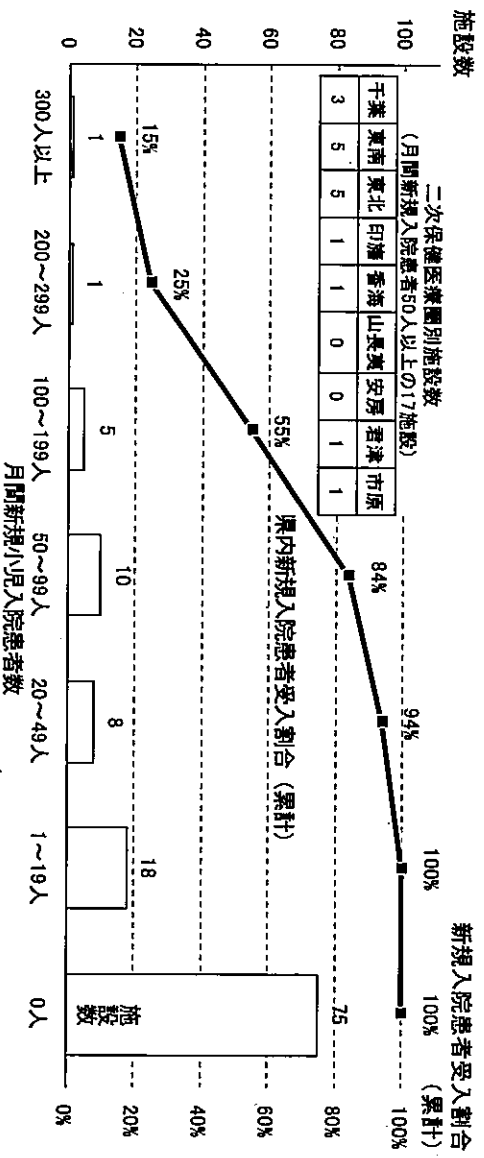 施設数
新規入院患者受入割合
（累計）
100
80
60
40
20
0
100%
80%
60%
40%
20%
0%
二次保健医療圏別施設数
（月間新規入院患者50人以上の17施設）
千葉 東南 東北 印旛 香海 山長夷 安房 君津 市原
3 5 5 1 1 0 0 1 1
15%
25%
55%
84%
94%
100%
100%
県内新規入院患者受入割合（累計）
1
1
5
10
8
18
75
施設数
300人以上
200～299人
100～199人
50～99人
20～49人
1～19人
0人
月間新規小児入院患者数